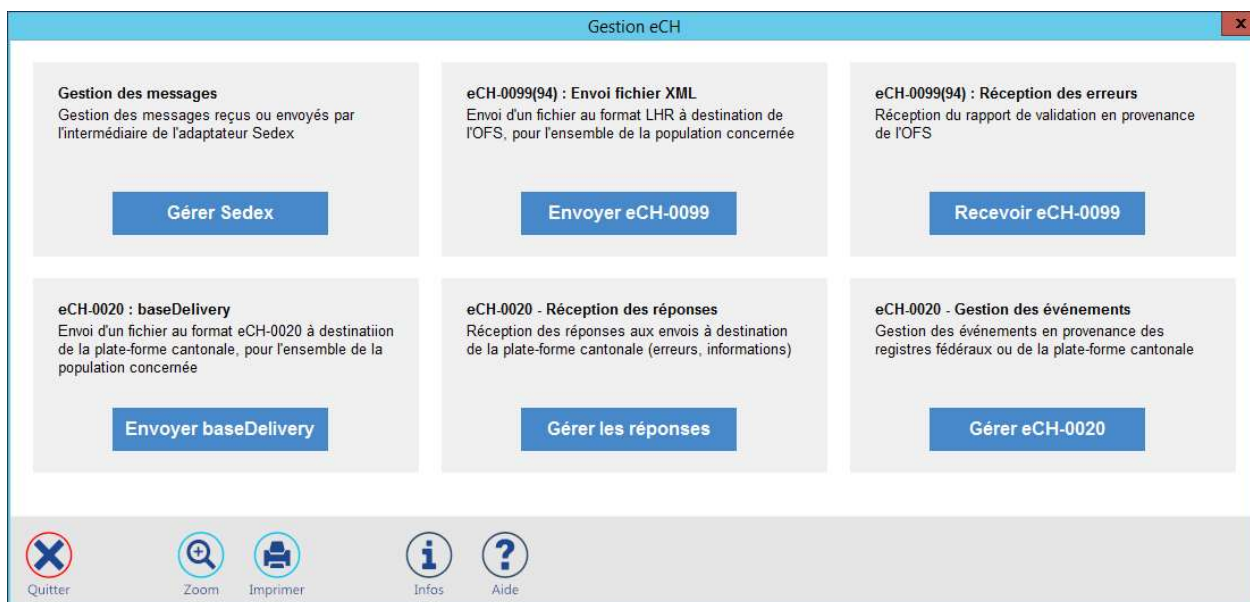 Gestion eCH
x
Gestion des messages
Gestion des messages reçus ou envoyés par
l'intermédiaire de l'adaptateur Sedex
Gérer Sedex
eCH-0099(94) : Envoi fichier XML
Envoi d'un fichier au format LHR à destination de
l'OFS, pour l'ensemble de la population concernée
Envoyer eCH-0099
eCH-0099(94) : Réception des erreurs
Réception du rapport de validation en provenance
de l'OFS
Recevoir eCH-0099
eCH-0020 : baseDelivery
Envoi d'un fichier au format eCH-0020 à destinatiion
de la plate-forme cantonale, pour l'ensemble de la
population concernée
Envoyer baseDelivery
eCH-0020 - Réception des réponses
Réception des réponses aux envois à destination
de la plate-forme cantonale (erreurs, informations)
Gérer les réponses
eCH-0020 - Gestion des événements
Gestion des événements en provenance des
registres fédéraux ou de la plate-forme cantonale
Gérer eCH-0020
Quitter
Zoom
Imprimer
Infos
Aide